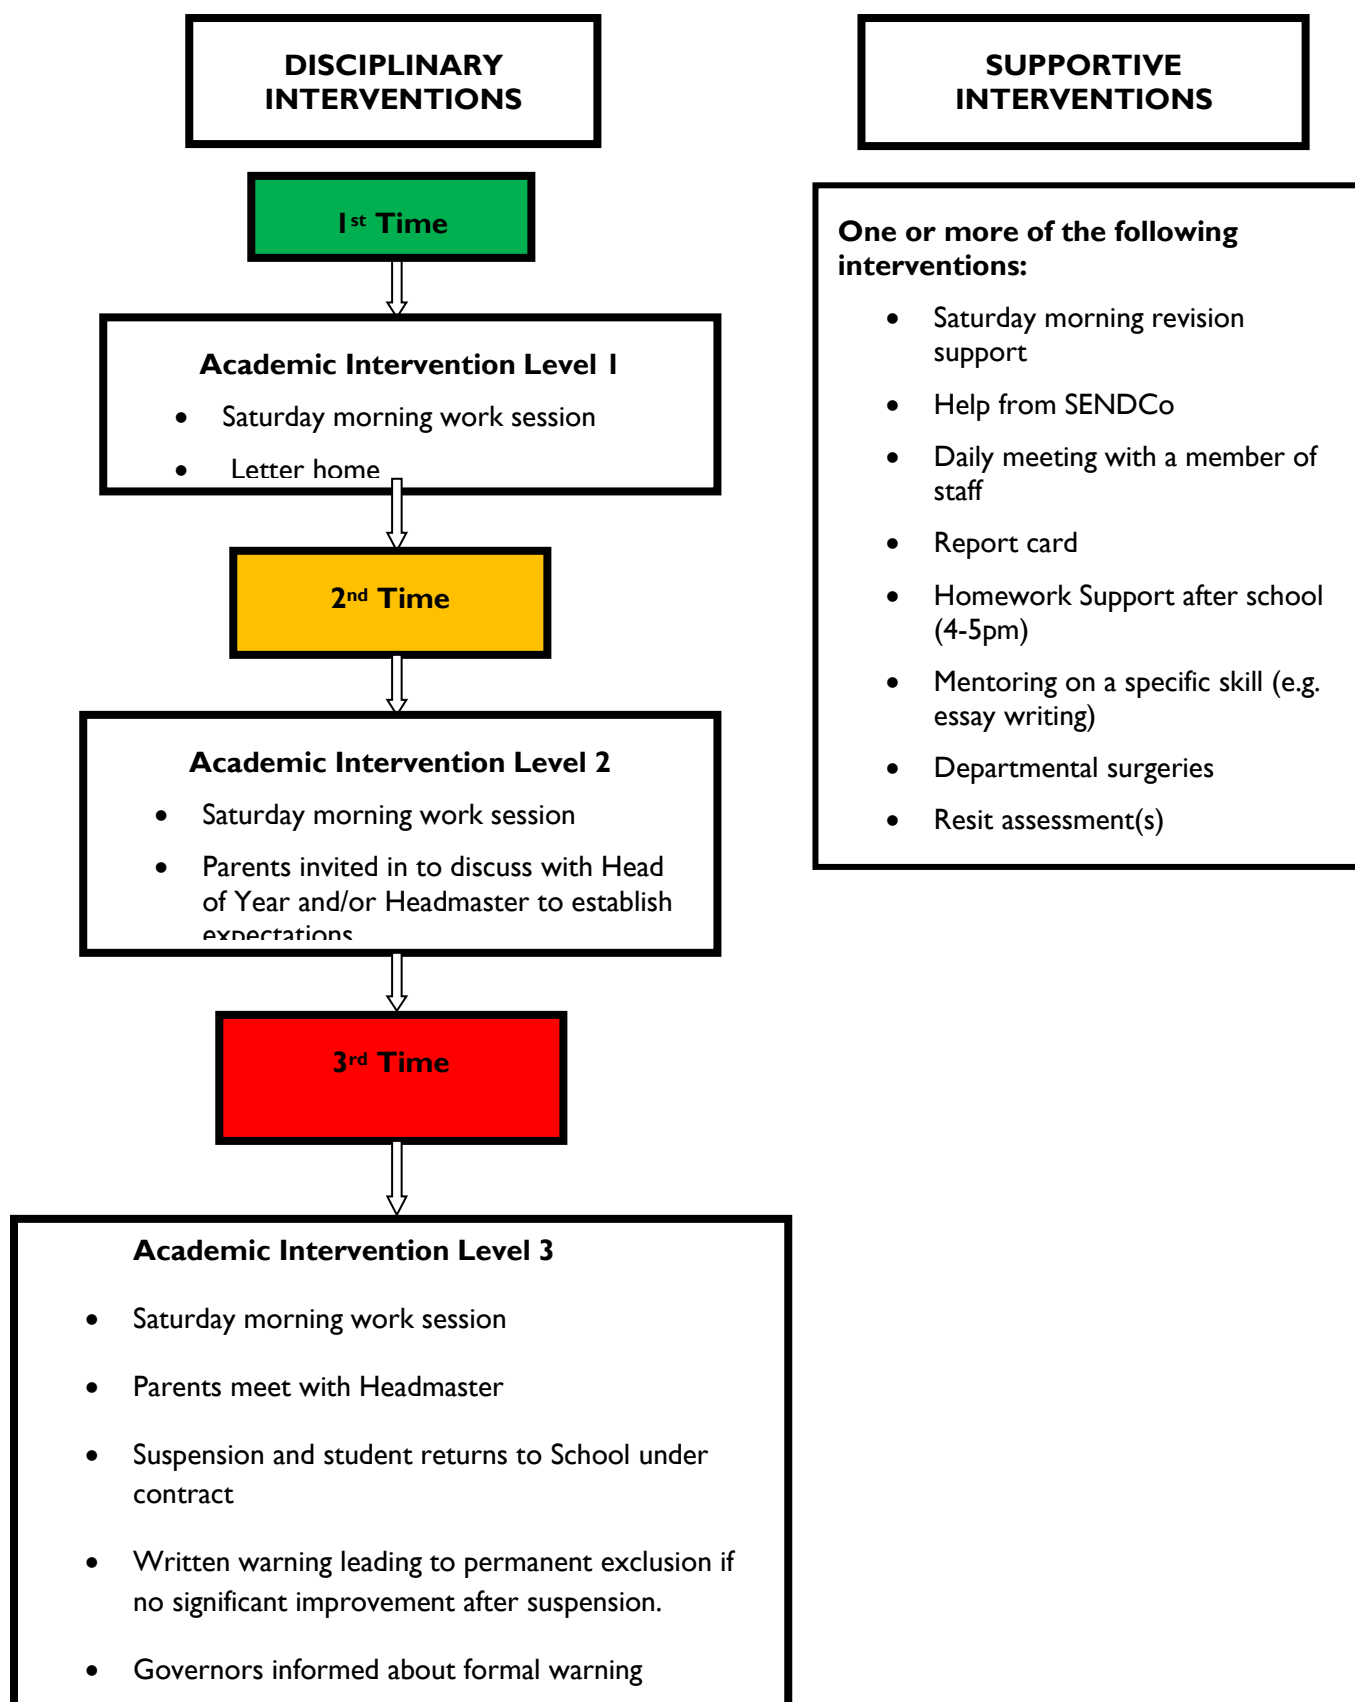 DISCIPLINARY
INTERVENTIONS
1st Time
Academic Intervention Level 1
• Saturday morning work session
• Letter home
2nd Time
Academic Intervention Level 2
• Saturday morning work session
• Parents invited in to discuss with Head
of Year and/or Headmaster to establish
expectations
3rd Time
Academic Intervention Level 3
• Saturday morning work session
• Parents meet with Headmaster
• Suspension and student returns to School under
contract
• Written warning leading to permanent exclusion if
no significant improvement after suspension.
• Governors informed about formal warning
SUPPORTIVE
INTERVENTIONS
One or more of the following
interventions:
• Saturday morning revision
support
• Help from SENDCo
• Daily meeting with a member of
staff
• Report card
• Homework Support after school
(4-5pm)
• Mentoring on a specific skill (e.g.
essay writing)
• Departmental surgeries
• Resit assessment(s)